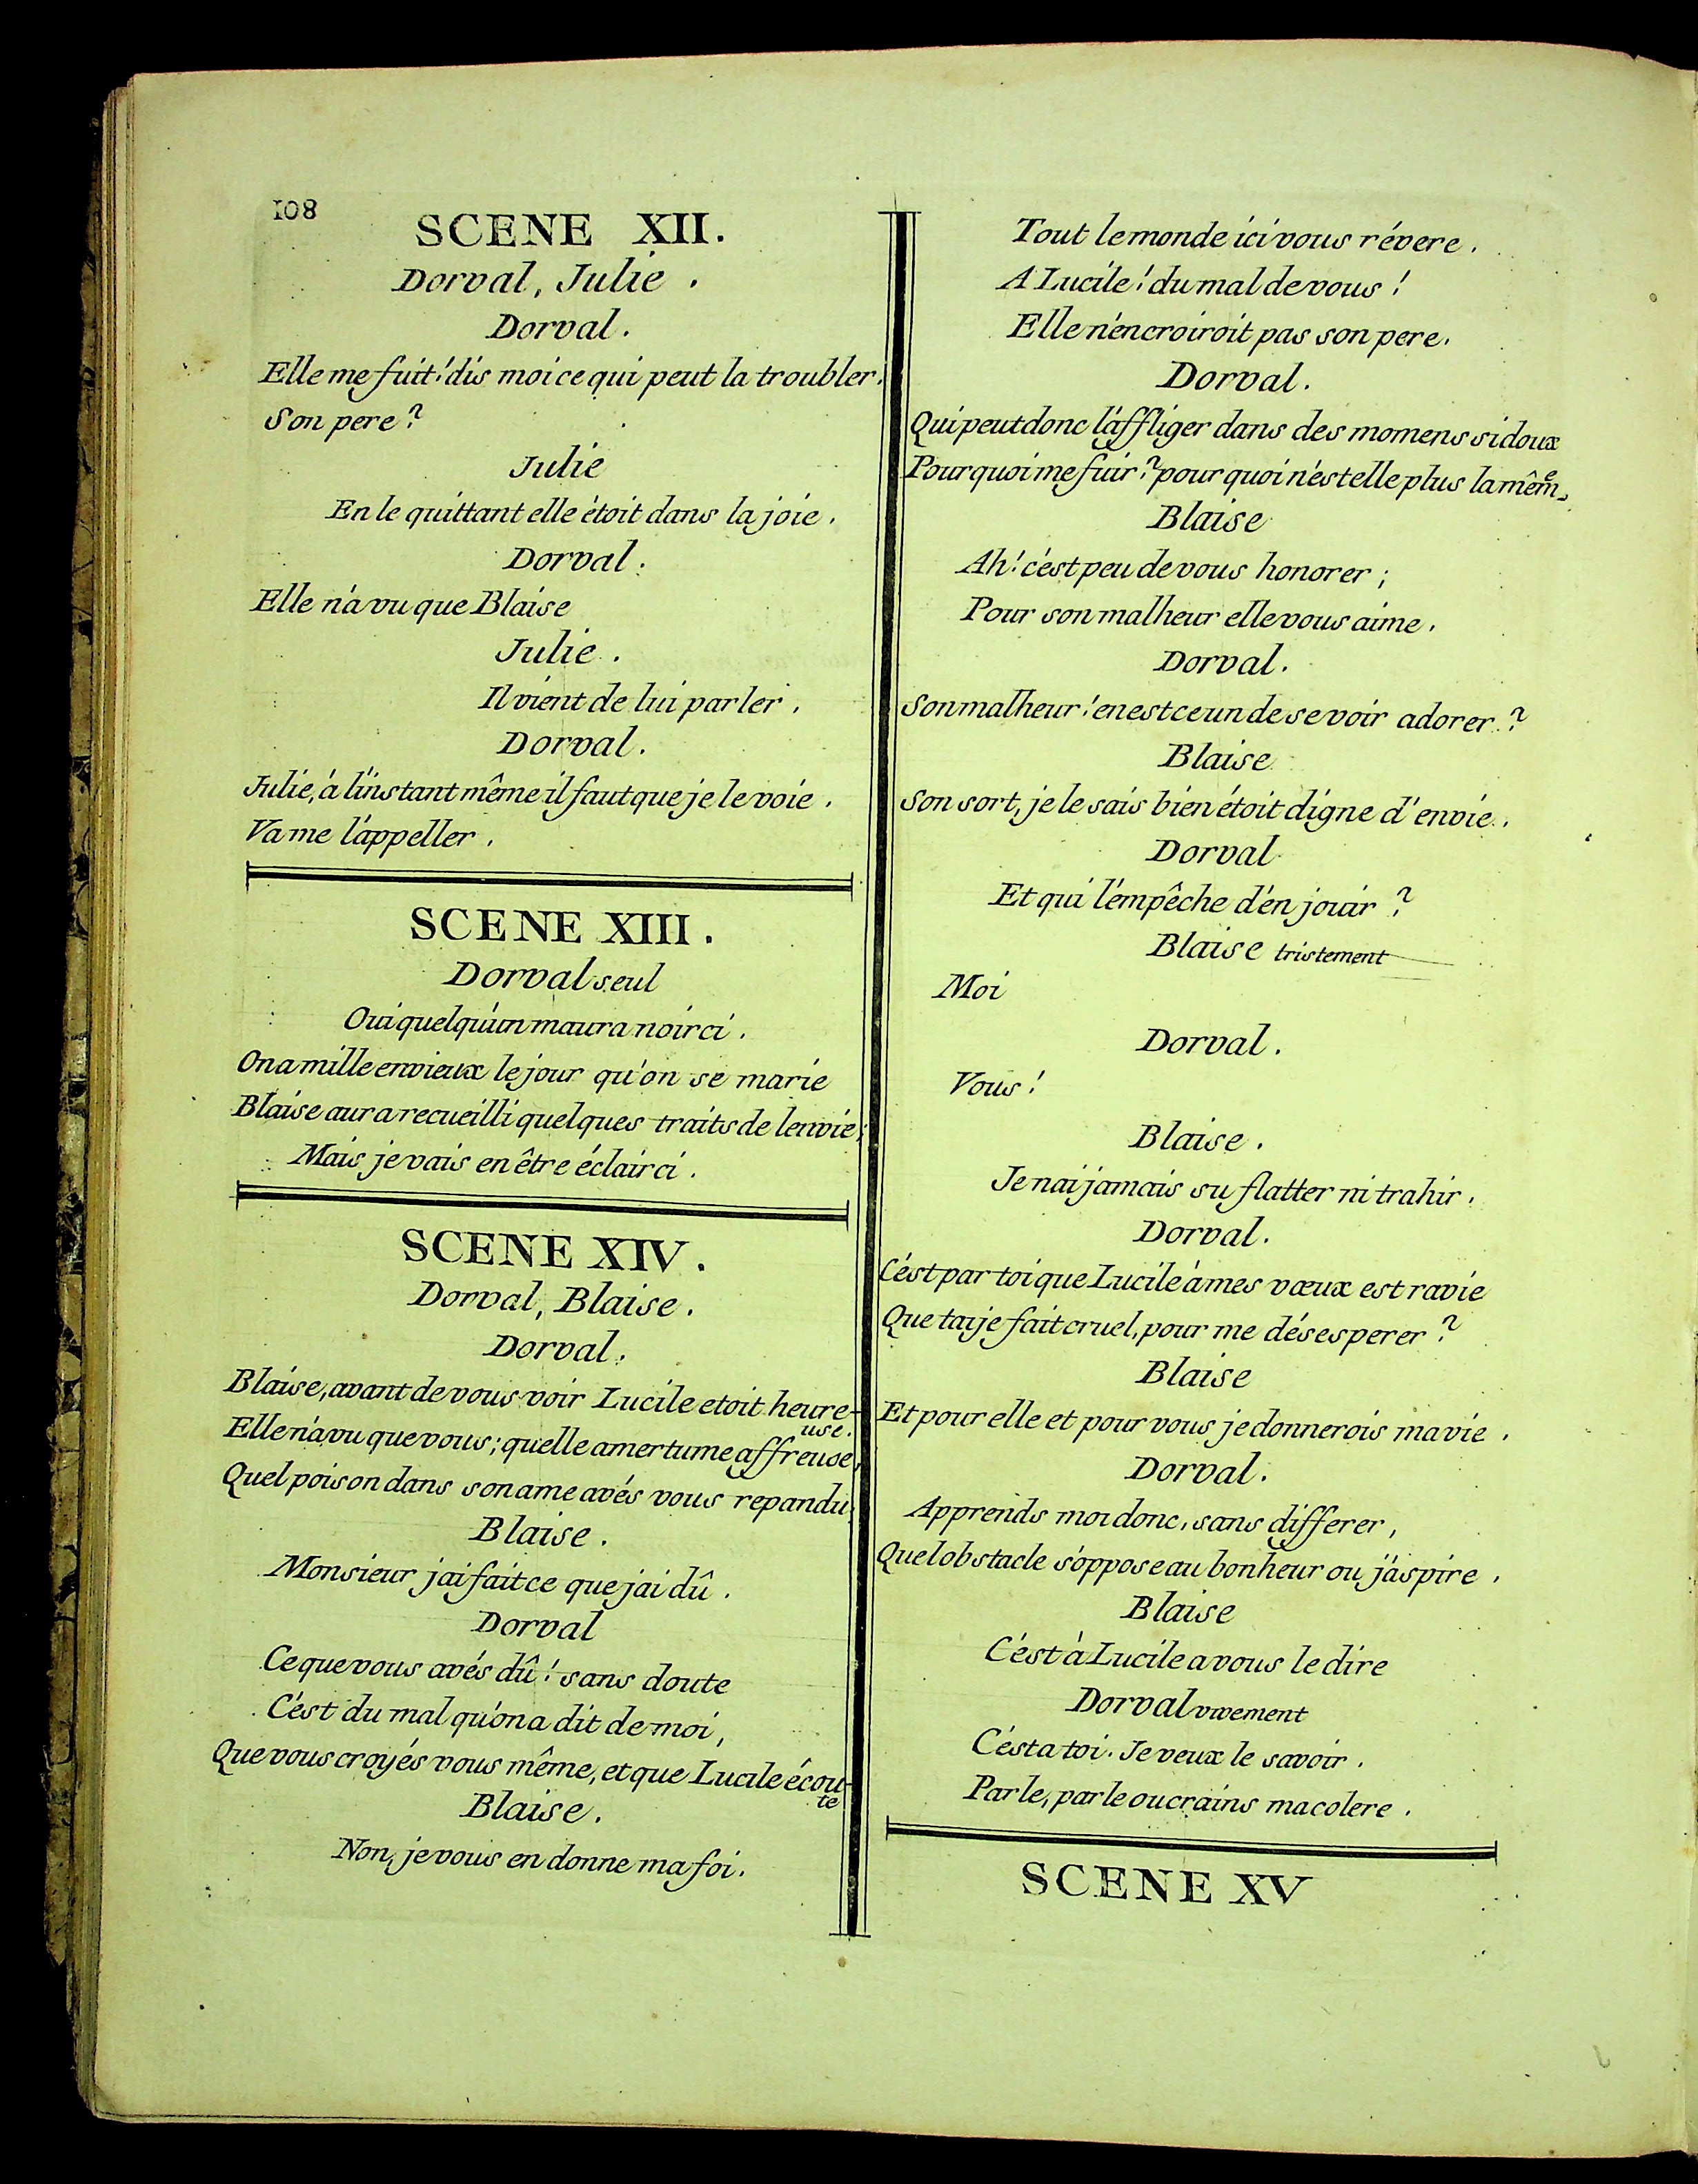 108
SCENE XII.
Dorval, Julie.
Dorval.
Elle me fuit! dis moi ce qui peut la troubler.
Son pere?
Julie
En le quittant elle étoit dans la joie.
Dorval.
Elle n'a vu que Blaise
Julie.
Il vient de lui parler.
Dorval.
Julie, à l'instant même il faut que je le voie.
Va me l'appeller.
SCENE XIII.
Dorval seul
Oui quelqu'un maura noirci.
On a mille envieux le jour qu'on se marie
Blaise aura recueilli quelques traits de lenvie;
Mais je vais en être éclairci.
SCENE XIV.
Dorval, Blaise.
Dorval.
Blaise, avant de vous voir Lucile etoit heure-
use.
Elle n'a vu que vous; quelle amertume affreuse,
Quel poison dans son ame avés vous repandu,
Blaise.
Monsieur jai fait ce que jai dû.
Dorval
Ce que vous avés dû! sans doute
C'est du mal qu'on a dit de moi,
Que vous croyés vous même, et que Lucile écou-
te
Blaise.
Non, je vous en donne ma foi.
Tout le monde ici vous révere.
A Lucile! du mal de vous!
Elle n'en croiroit pas son pere.
Dorval.
Qui peut donc l'affliger dans des momens si doux
Pourquoi me fuir? pourquoi n'est elle plus la même
Blaise
Ah! c'est peu de vous honorer;
Pour son malheur elle vous aime.
Dorval.
Son malheur! en est ce un de se voir adorer?
Blaise
Son sort, je le sais bien étoit digne d'envie.
Dorval
Et qui l'empêche d'en jouir?
Blaise tristement
Moi
Dorval.
Vous!
Blaise.
Je nai jamais su flatter ni trahir.
Dorval.
C'est par toi que Lucile à mes vœux est ravie
Que tai je fait cruel, pour me désesperer?
Blaise
Et pour elle et pour vous je donnerois ma vie.
Dorval.
Apprends moi donc, sans differer,
Quel obstacle s'oppose au bonheur ou j'aspire.
Blaise
C'est à Lucile a vous le dire
Dorval vivement
C'est a toi. Je veux le savoir.
Parle, parle ou crains ma colere.
SCENE XV